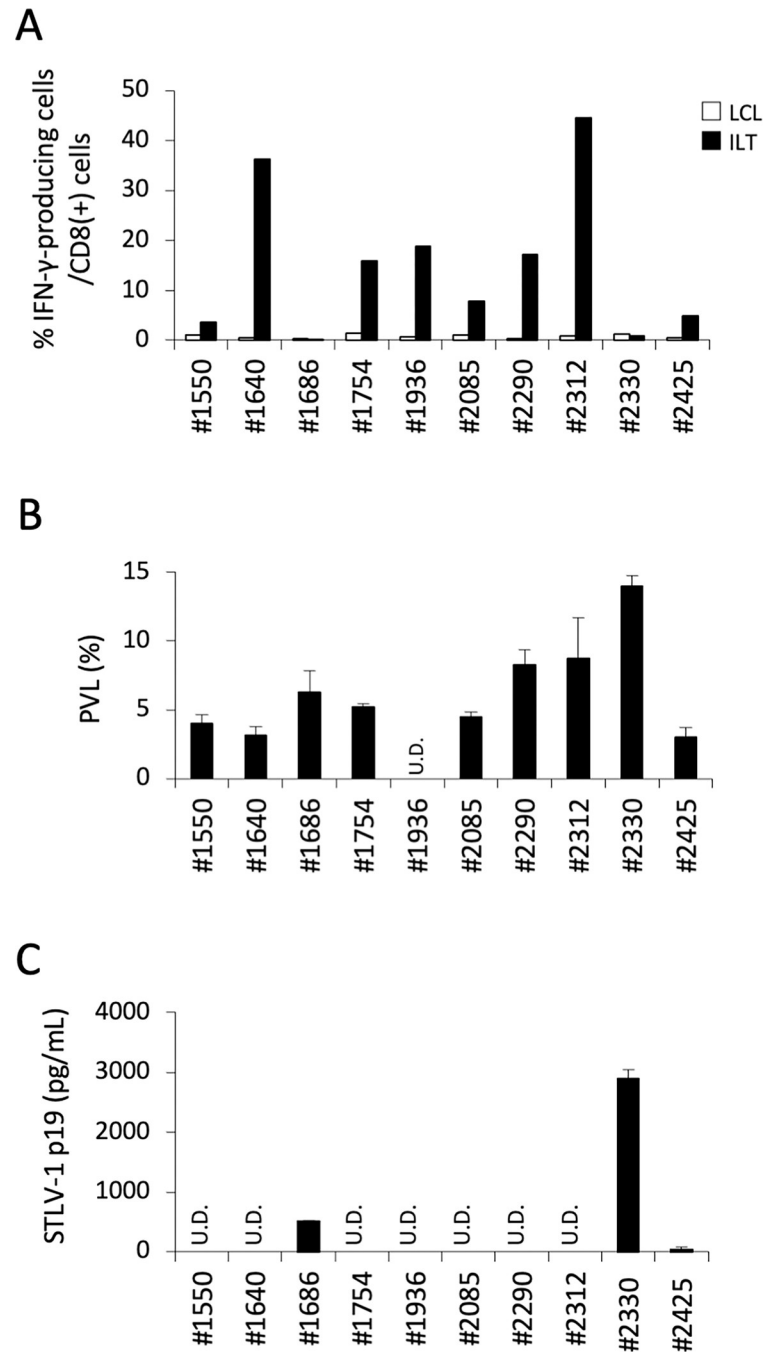 A
% IFN-γ-producing cells
/CD8(+) cells
50
40
30
20
10
0
LCL
ILT
#1550
#1640
#1686
#1754
#1936
#2085
#2290
#2312
#2330
#2425
B
PVL (%)
15
10
5
0
U.D.
#1550
#1640
#1686
#1754
#1936
#2085
#2290
#2312
#2330
#2425
C
STLV-1 p19 (pg/mL)
4000
3000
2000
1000
0
U.D.
U.D.
U.D.
U.D.
U.D.
U.D.
U.D.
#1550
#1640
#1686
#1754
#1936
#2085
#2290
#2312
#2330
#2425